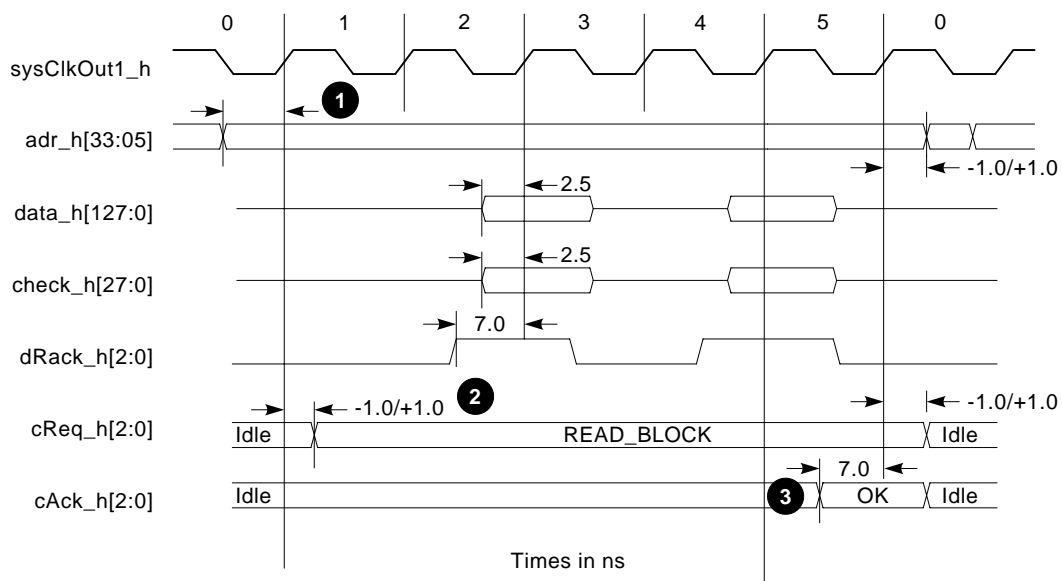 0 1 2 3 4 5 0
sysClkOut1_h
1
adr_h[33:05]
-1.0/+1.0
2.5
data_h[127:0]
2.5
check_h[27:0]
7.0
dRack_h[2:0]
2
-1.0/+1.0 -1.0/+1.0
cReq_h[2:0] Idle READ_BLOCK Idle
7.0
cAck_h[2:0] Idle 3 OK Idle
Times in ns